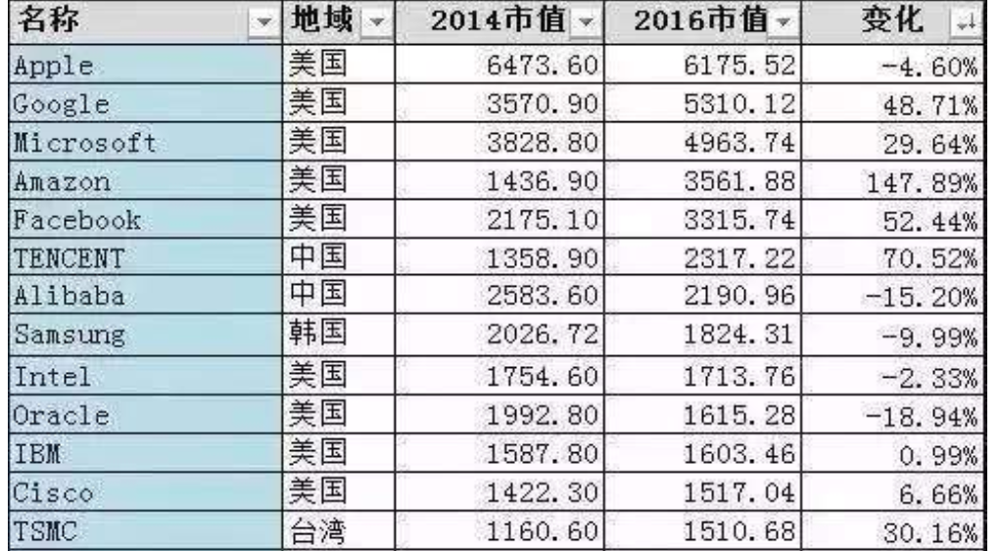 名称 地域 2014市值 2016市值 变化
Apple 美国 6473.60 6175.52 -4.60%
Google 美国 3570.90 5310.12 48.71%
Microsoft 美国 3828.80 4963.74 29.64%
Amazon 美国 1436.90 3561.88 147.89%
Facebook 美国 2175.10 3315.74 52.44%
TENCENT 中国 1358.90 2317.22 70.52%
Alibaba 中国 2583.60 2190.96 -15.20%
Samsung 韩国 2026.72 1824.31 -9.99%
Intel 美国 1754.60 1713.76 -2.33%
Oracle 美国 1992.80 1615.28 -18.94%
IBM 美国 1587.80 1603.46 0.99%
Cisco 美国 1422.30 1517.04 6.66%
TSMC 台湾 1160.60 1510.68 30.16%